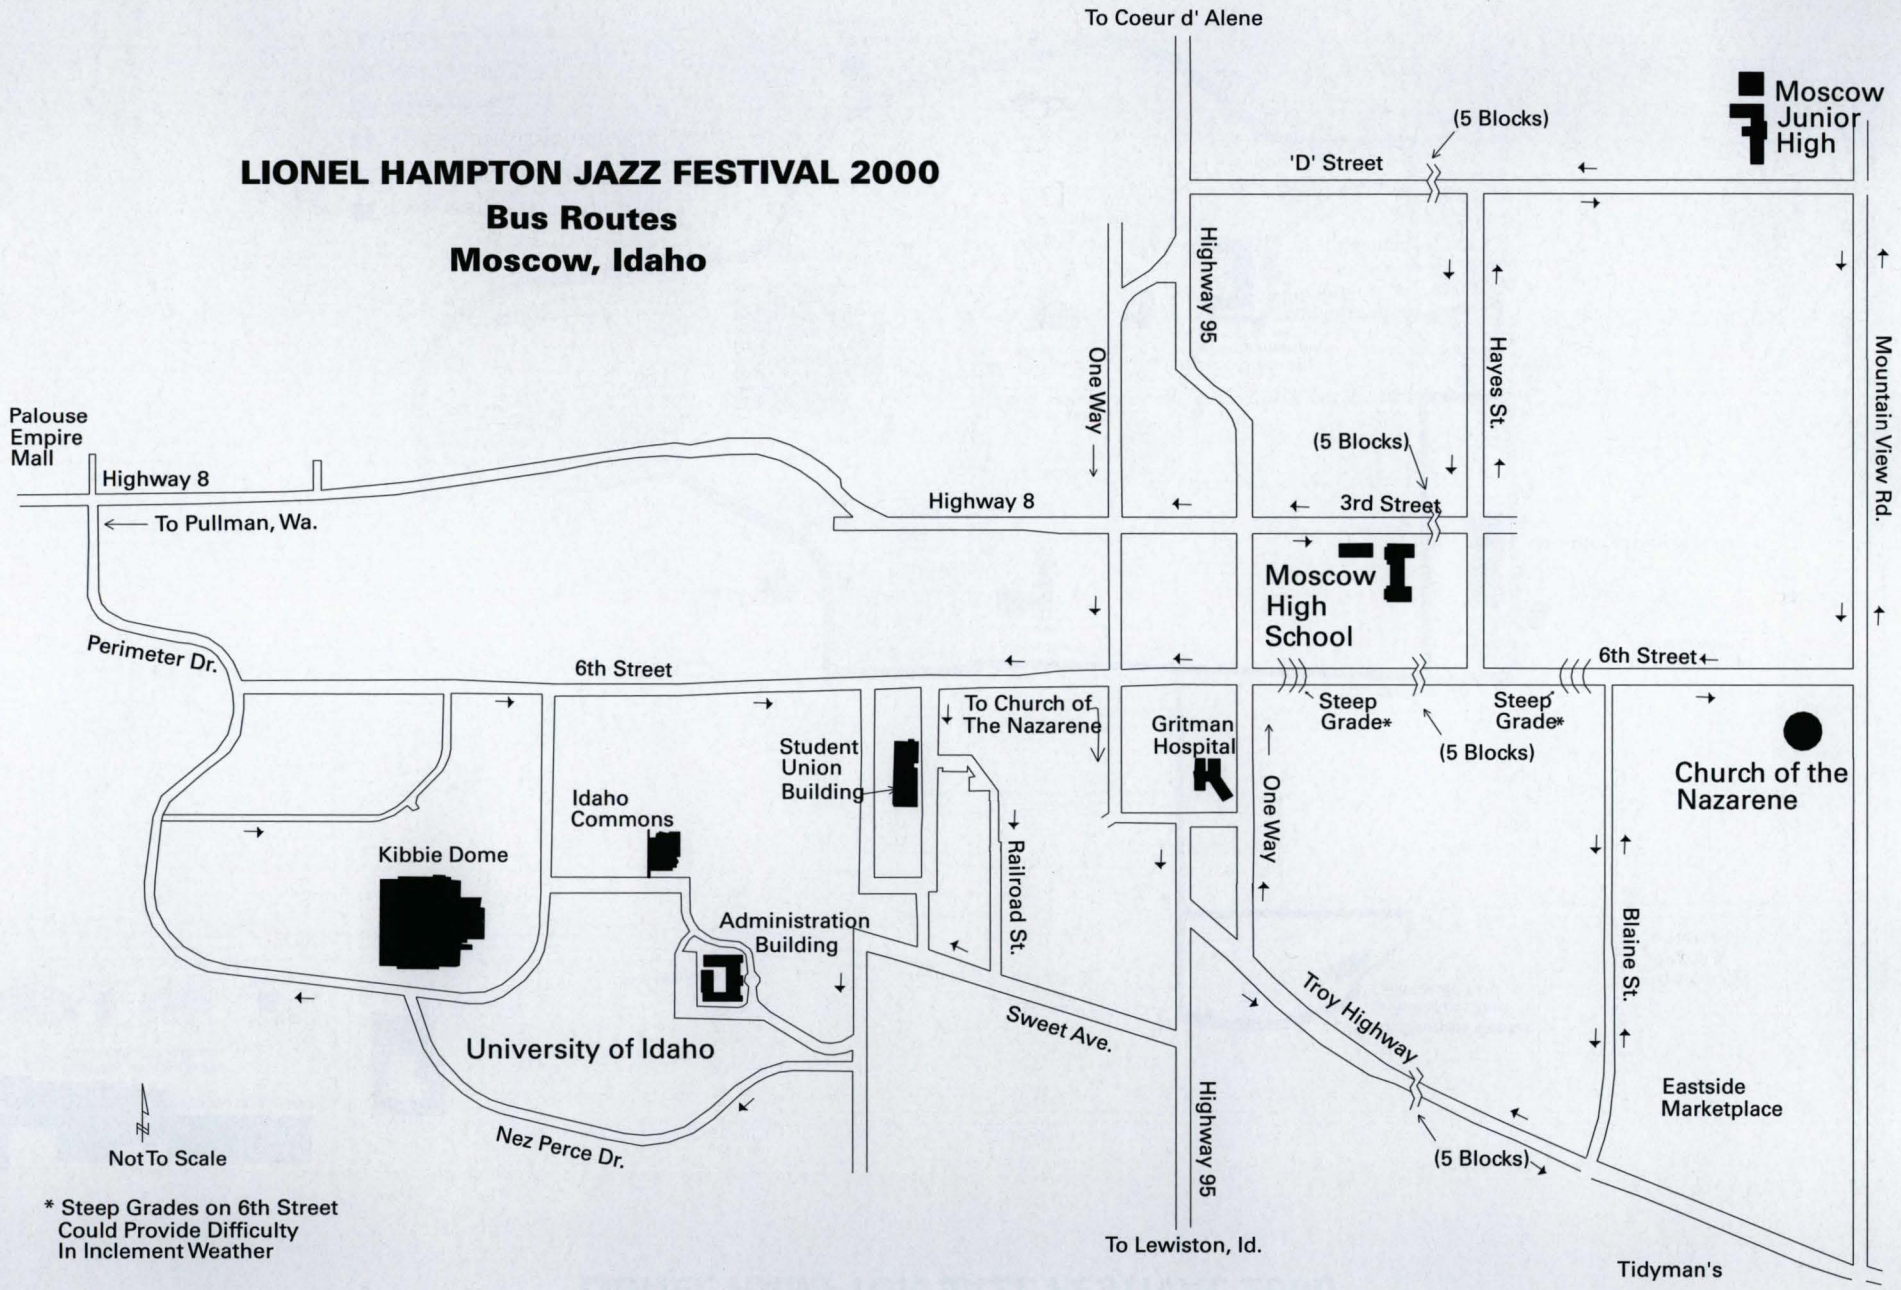 To Coeur d' Alene
Moscow
Junior
High
(5 Blocks)
'D' Street
LIONEL HAMPTON JAZZ FESTIVAL 2000
Bus Routes
Moscow, Idaho
Highway 95
One Way
Hayes St.
Mountain View Rd.
Palouse
Empire
Mall
Highway 8
To Pullman, Wa.
Highway 8
(5 Blocks)
3rd Street
Moscow
High
School
Perimeter Dr.
6th Street
6th Street
To Church of
The Nazarene
Gritman
Hospital
Steep
Grade*
Steep
Grade*
(5 Blocks)
Student
Union
Building
Church of the
Nazarene
Idaho
Commons
One Way
Kibbie Dome
Railroad St.
Administration
Building
Blaine St.
Troy Highway
Sweet Ave.
University of Idaho
Highway 95
Eastside
Marketplace
Nez Perce Dr.
(5 Blocks)
N
Not To Scale
* Steep Grades on 6th Street
Could Provide Difficulty
In Inclement Weather
To Lewiston, Id.
Tidyman's